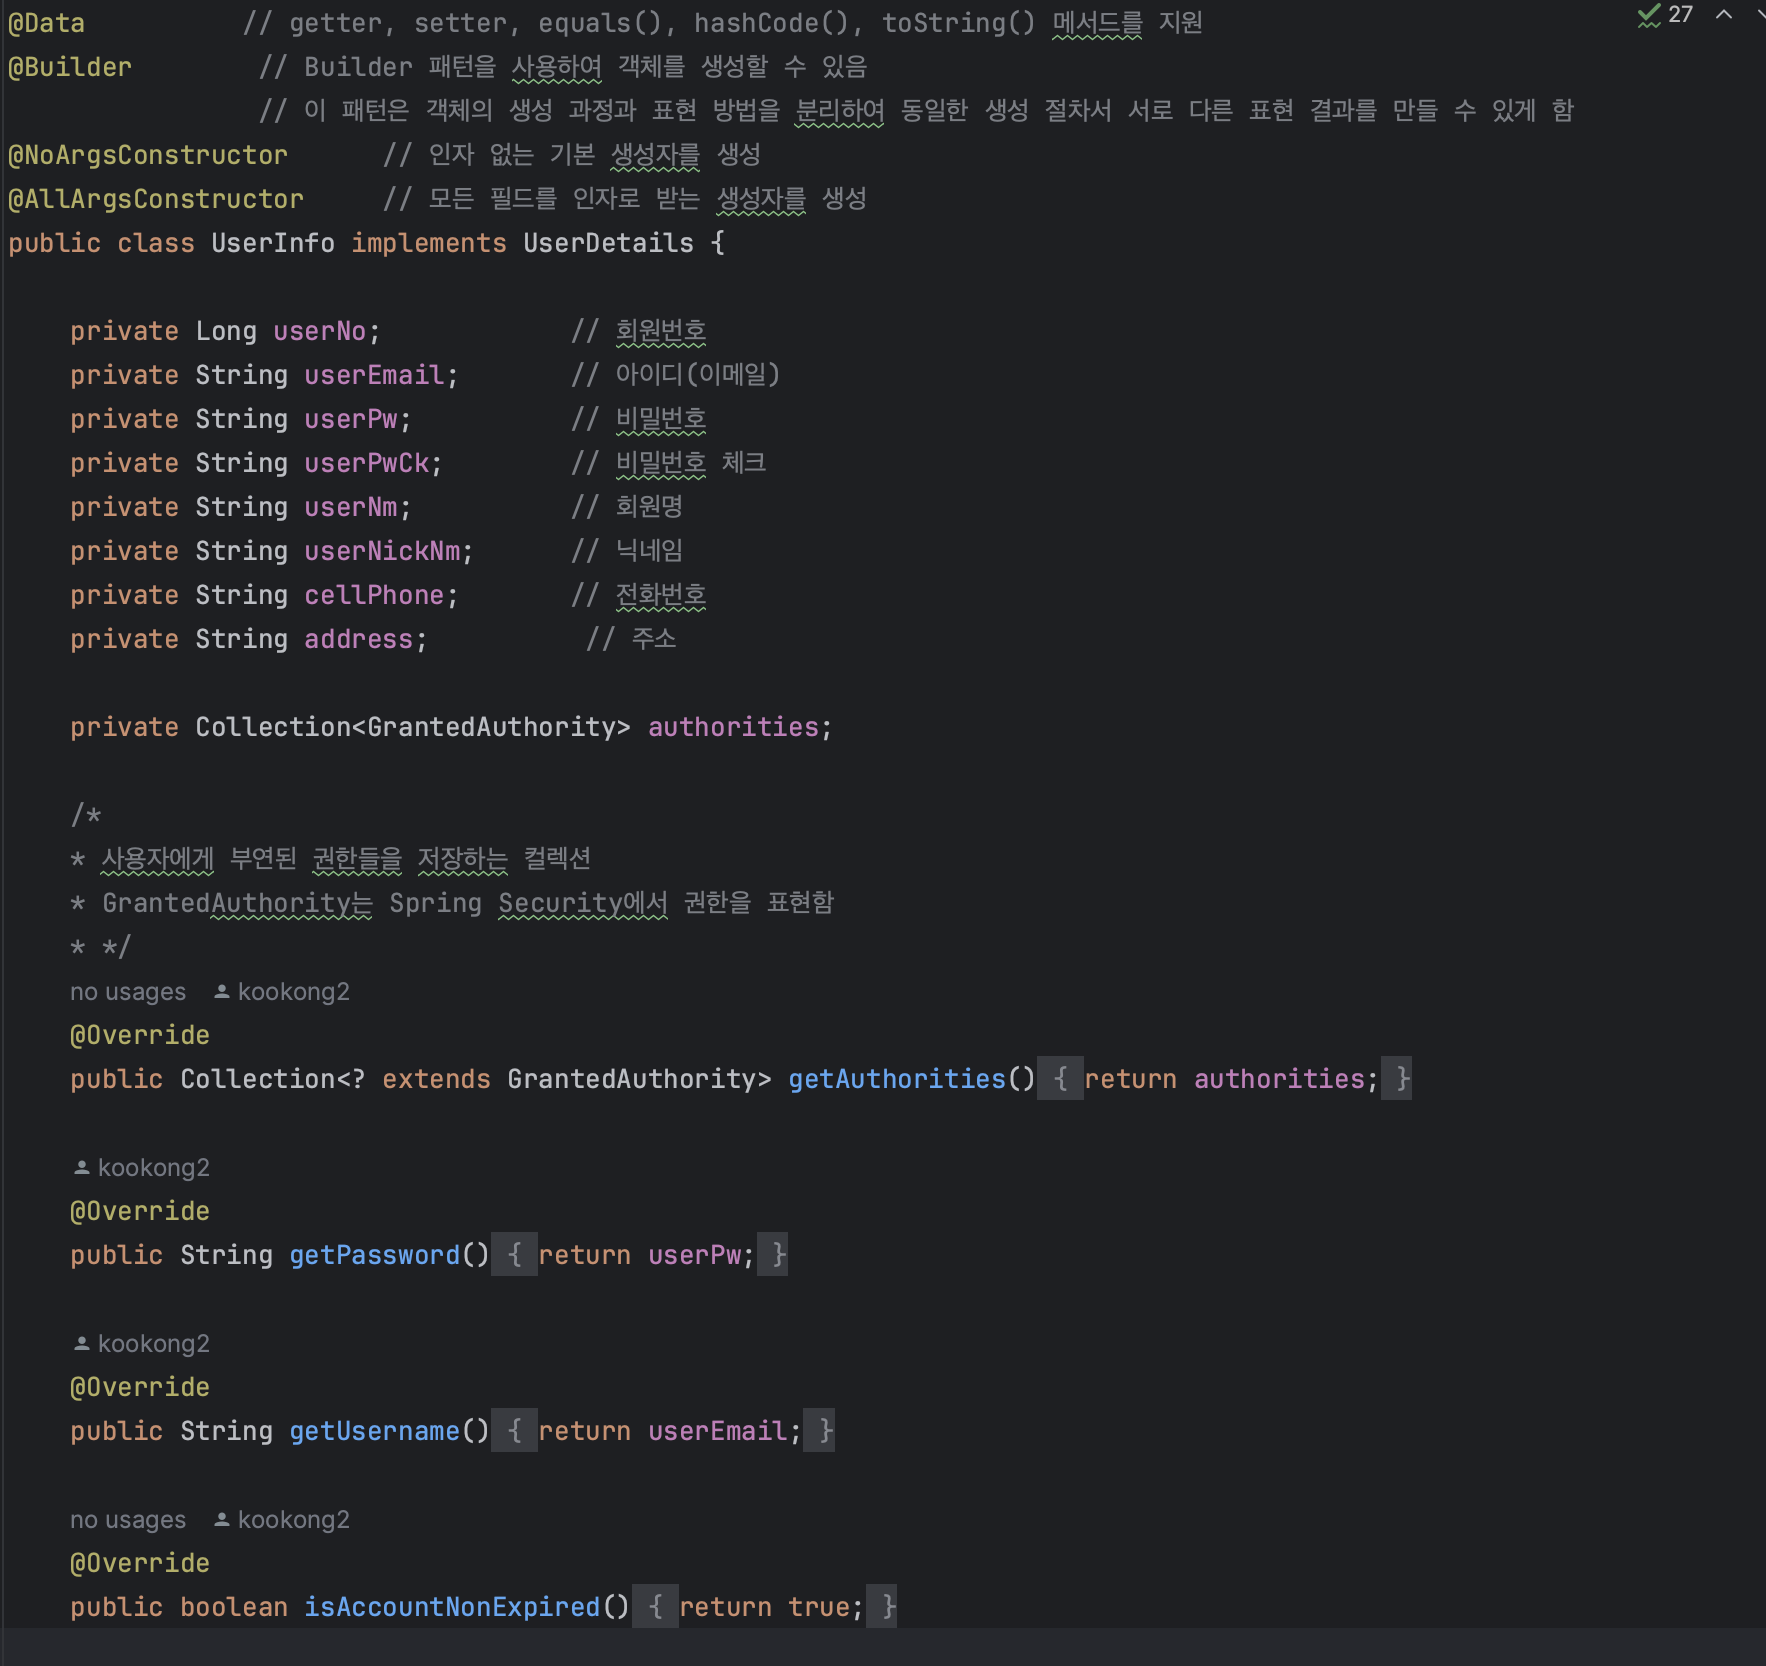 @Data          // getter, setter, equals(), hashCode(), toString() 메서드를 지원
27
@Builder        // Builder 패턴을 사용하여 객체를 생성할 수 있음
// 이 패턴은 객체의 생성 과정과 표현 방법을 분리하여 동일한 생성 절차서 서로 다른 표현 결과를 만들 수 있게 함
@NoArgsConstructor      // 인자 없는 기본 생성자를 생성
@AllArgsConstructor     // 모든 필드를 인자로 받는 생성자를 생성
public class UserInfo implements UserDetails {
private Long userNo;            // 회원번호
private String userEmail;       // 아이디(이메일)
private String userPw;          // 비밀번호
private String userPwCk;        // 비밀번호 체크
private String userNm;          // 회원명
private String userNickNm;      // 닉네임
private String cellPhone;       // 전화번호
private String address;          // 주소
private Collection<GrantedAuthority> authorities;
/*
* 사용자에게 부연된 권한들을 저장하는 컬렉션
* GrantedAuthority는 Spring Security에서 권한을 표현함
* */
no usages kookong2
@Override
public Collection<? extends GrantedAuthority> getAuthorities() { return authorities; }
kookong2
@Override
public String getPassword() { return userPw; }
kookong2
@Override
public String getUsername() { return userEmail; }
no usages kookong2
@Override
public boolean isAccountNonExpired() { return true; }